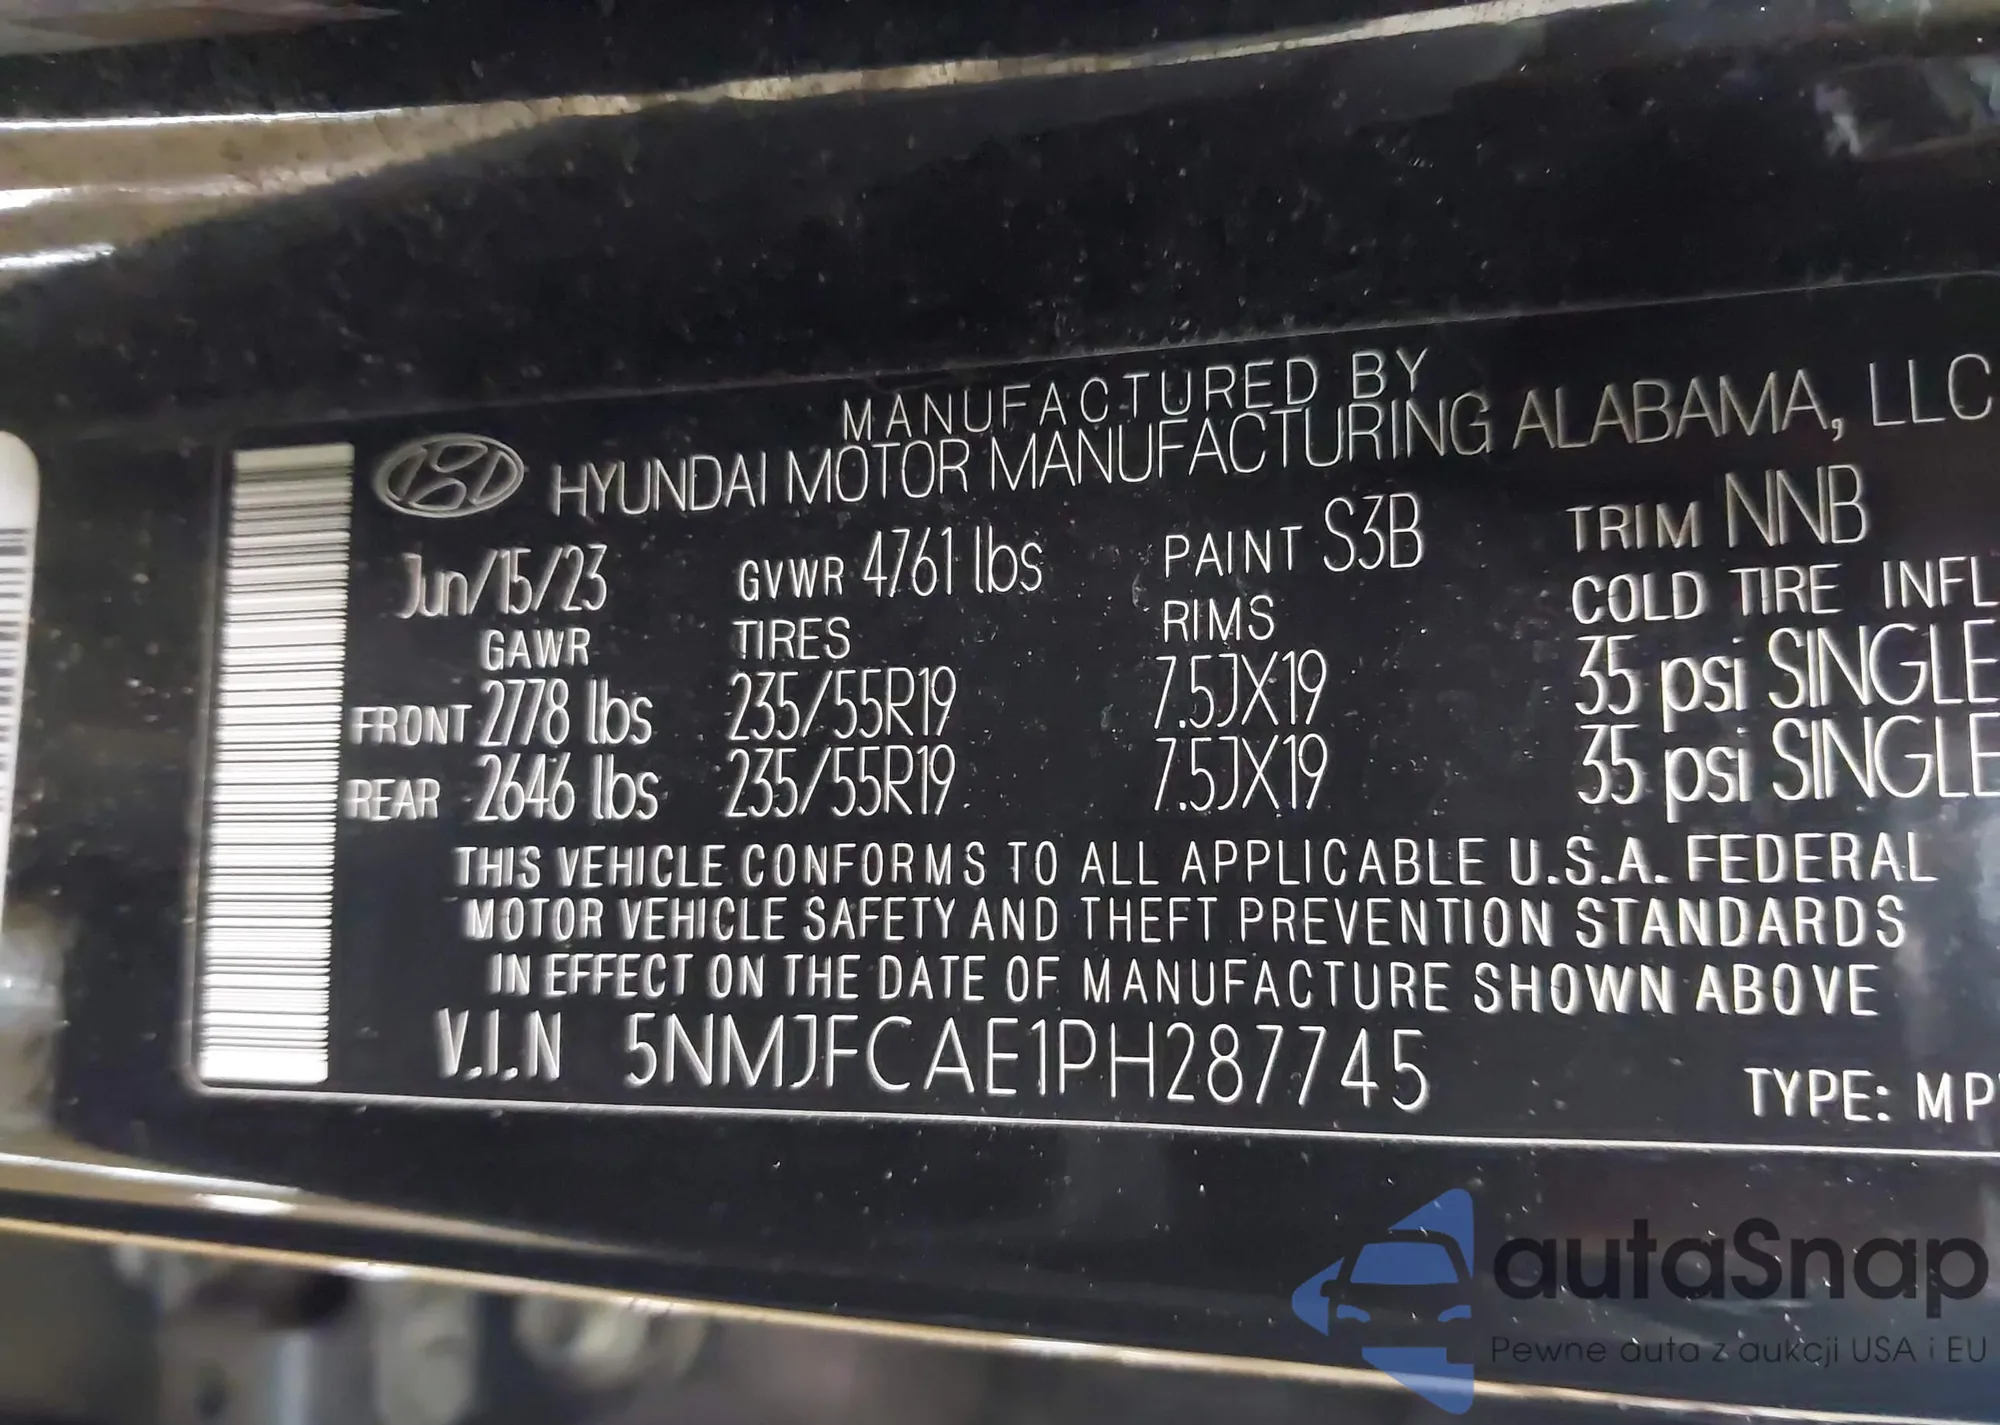 MANUFACTURED BY
HYUNDAI MOTOR MANUFACTURING ALABAMA, LLC
Jun/15/23 GVWR 4761 lbs PAINT S3B TRIM NNB
GAWR TIRES RIMS COLD TIRE INFL
FRONT 2778 lbs 235/55R19 7.5JX19 35 psi SINGLE
REAR 2646 lbs 235/55R19 7.5JX19 35 psi SINGLE
THIS VEHICLE CONFORMS TO ALL APPLICABLE U.S.A. FEDERAL
MOTOR VEHICLE SAFETY AND THEFT PREVENTION STANDARDS
IN EFFECT ON THE DATE OF MANUFACTURE SHOWN ABOVE
V.I.N 5NMJFCAE1PH287745
TYPE: MP
autaSnap
Pewne auta z aukcji USA i EU